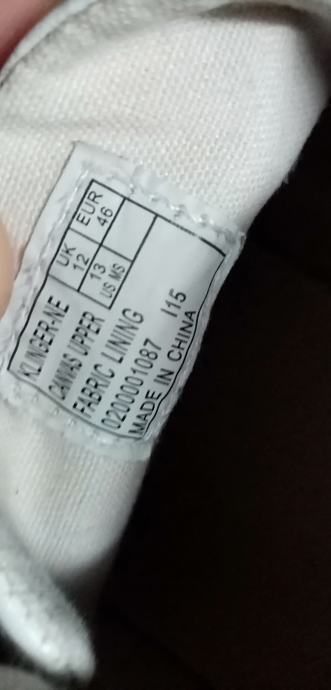 EUR 46
UK 12
13 US MS
KLINGER-NE
CANVAS UPPER
FABRIC LINING
0200001087 I15
MADE IN CHINA